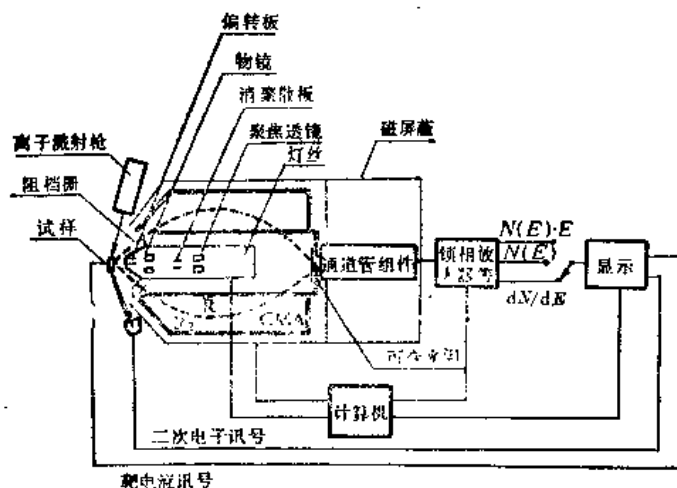 偏转板
物镜
消聚散板
聚焦透镜
灯丝
磁屏蔽
离子溅射枪
阻档栅
试样
通道管组件
锁相放
大器等
N(E)·E
N(E)
dN/dE
显示
CMA
计算机
二次电子讯号
靶电流讯号